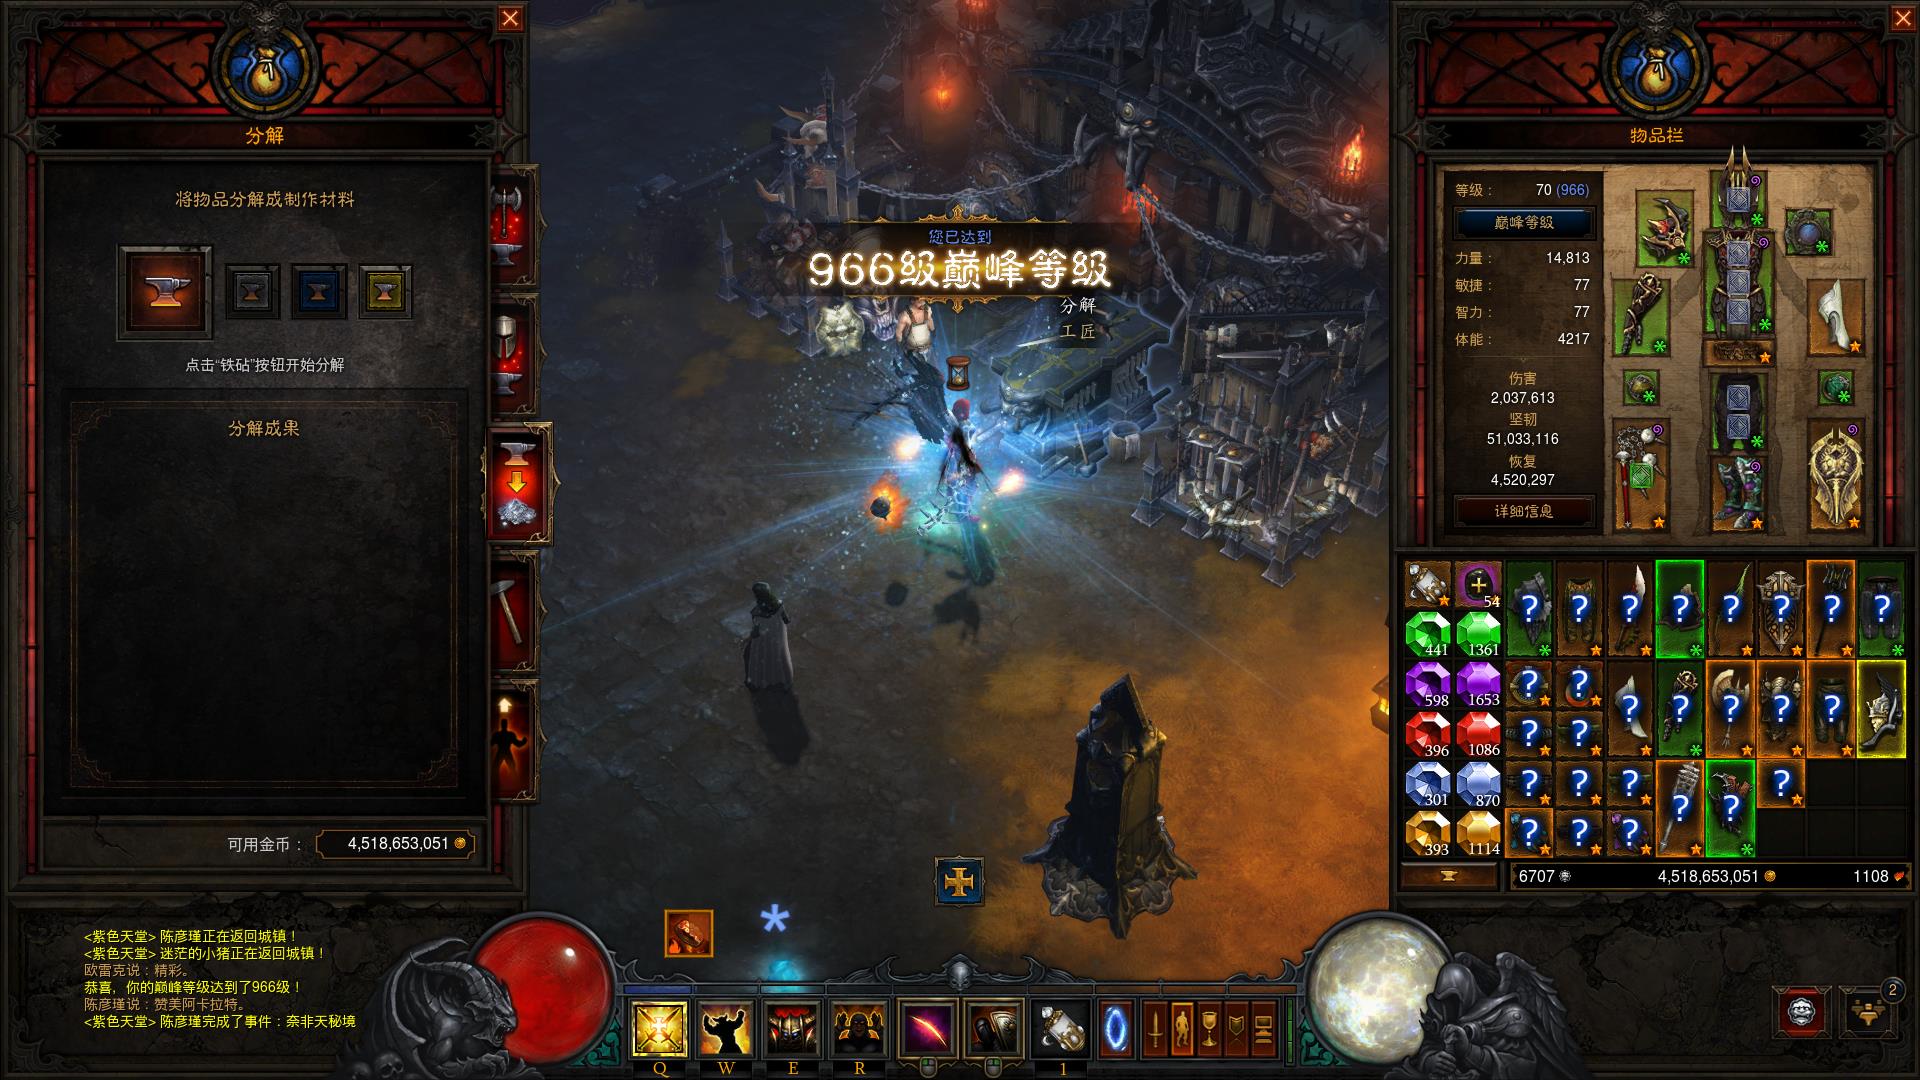 分解
将物品分解成制作材料
点击“铁砧”按钮开始分解
分解成果
可用金币：
4,518,653,051
<紫色天堂> 陈彦瑾正在返回城镇！
<紫色天堂> 迷茫的小猪正在返回城镇！
欧雷克说：精彩。
恭喜，你的巅峰等级达到了966级！
陈彦瑾说：赞美阿卡拉特。
<紫色天堂> 陈彦瑾完成了事件：奈非天秘境
您已达到
966级巅峰等级
分解
工匠
Q
W
E
R
1
物品栏
等级：
70 (966)
巅峰等级
力量：
14,813
敏捷：
77
智力：
77
体能：
4217
伤害
2,037,613
坚韧
51,033,116
恢复
4,520,297
详细信息
54
? ? ? ? ? ? ? ?
441 1361
598 1653
? ? ? ? ? ? ?
396 1086
? ?
301 870
? ? ? ? ? ?
393 1114
? ? ?
6707
4,518,653,051
1108
2